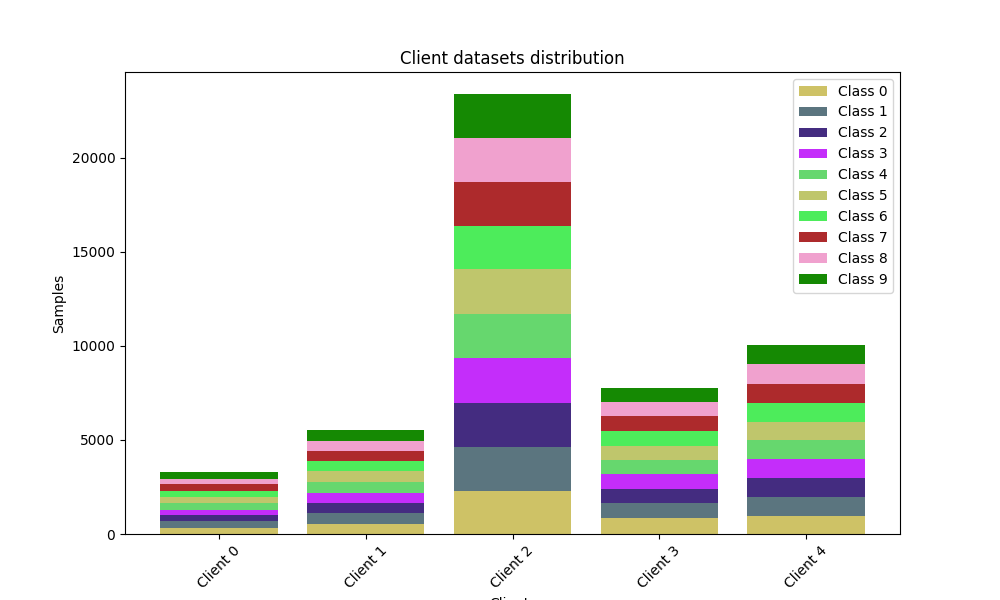 Client datasets distribution
Samples
20000
15000
10000
5000
0
Client 0
Client 1
Client 2
Client 3
Client 4
Class 0
Class 1
Class 2
Class 3
Class 4
Class 5
Class 6
Class 7
Class 8
Class 9